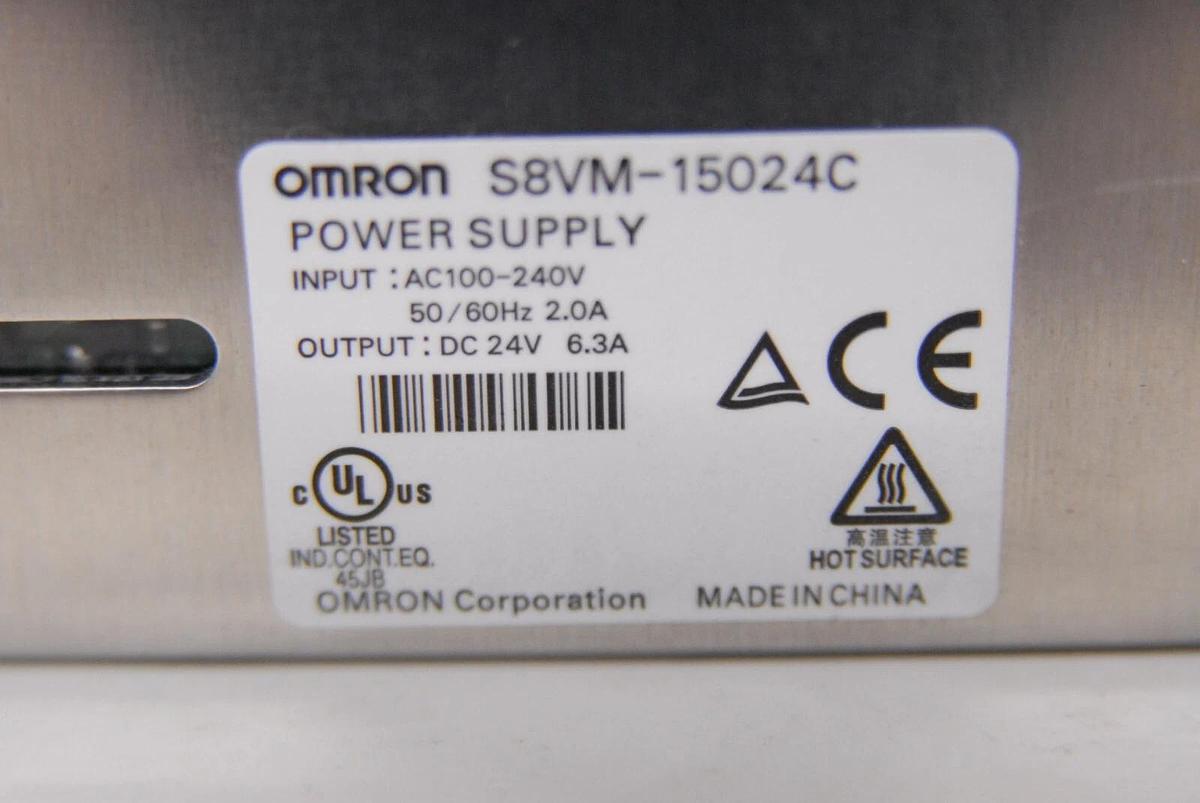 OMRON S8VM-15024C
POWER SUPPLY
INPUT : AC100-240V
50/60Hz 2.0A
OUTPUT : DC 24V 6.3A
CE
C UL US
LISTED
IND.CONT.EQ.
45JB
高温注意
HOT SURFACE
OMRON Corporation MADE IN CHINA